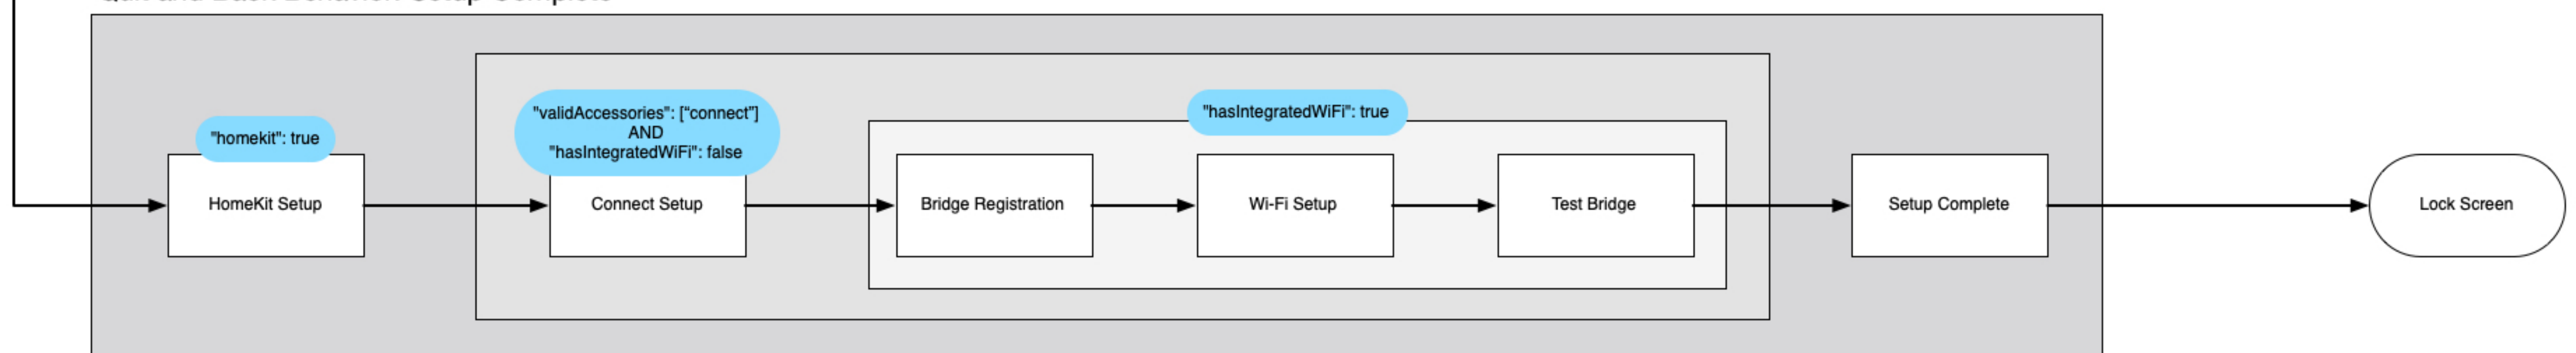 "homekit": true
HomeKit Setup
"validAccessories": [“connect”]
AND
"hasIntegratedWiFi": false
Connect Setup
"hasIntegratedWiFi": true
Bridge Registration
Wi-Fi Setup
Test Bridge
Setup Complete
Lock Screen